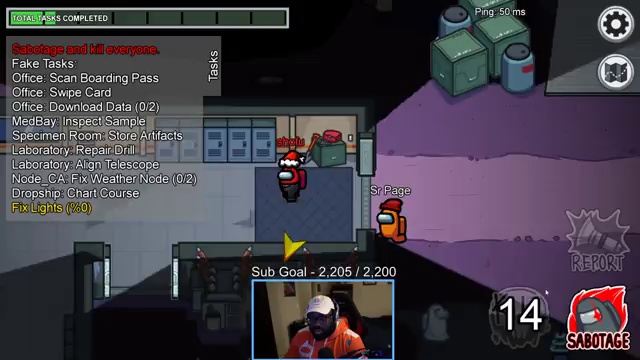 TOTAL TASKS COMPLETED
Ping: 50 ms
Sabotage and kill everyone.
Fake Tasks:
Office: Scan Boarding Pass
Office: Swipe Card
Office: Download Data (0/2)
MedBay: Inspect Sample
Specimen Room: Store Artifacts
Laboratory: Repair Drill
Laboratory: Align Telescope
Node_CA: Fix Weather Node (0/2)
Dropship: Chart Course
Fix Lights (%0)
Tasks
Sr Page
Sub Goal - 2,205 / 2,200
REPORT
14
SABOTAGE